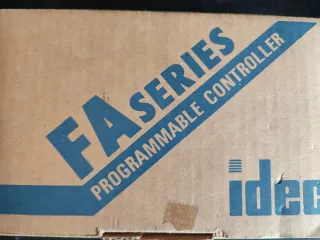 FA SERIES
PROGRAMMABLE CONTROLLER
idec